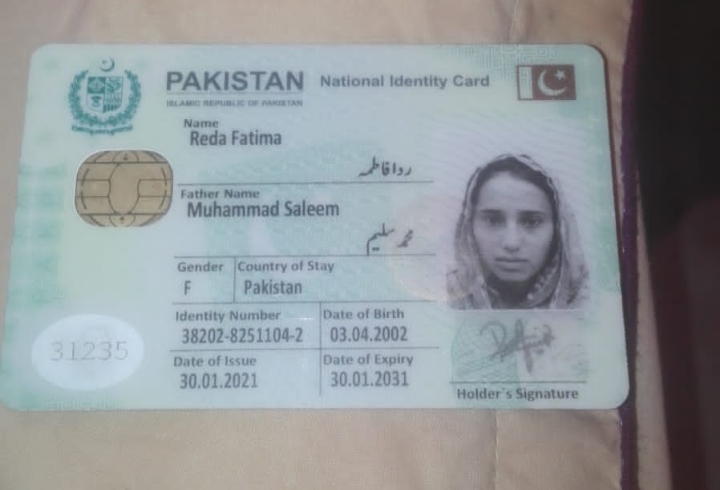 PAKISTAN National Identity Card
ISLAMIC REPUBLIC OF PAKISTAN
Name
Reda Fatima
ردا فاطمہ
Father Name
Muhammad Saleem
محمد سلیم
Gender Country of Stay
F Pakistan
Identity Number Date of Birth
38202-8251104-2 03.04.2002
Date of Issue Date of Expiry
30.01.2021 30.01.2031
31235
Holder's Signature